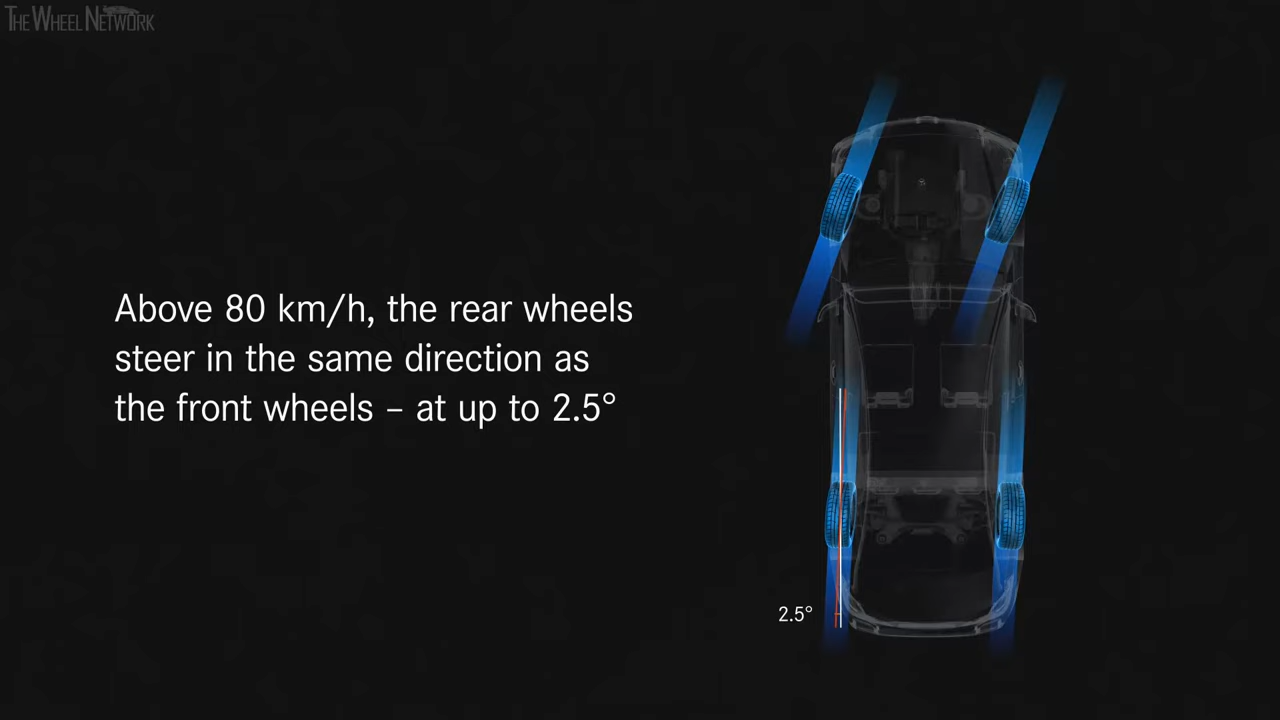 THE WHEEL NETWORK
Above 80 km/h, the rear wheels
steer in the same direction as
the front wheels – at up to 2.5°
2.5°